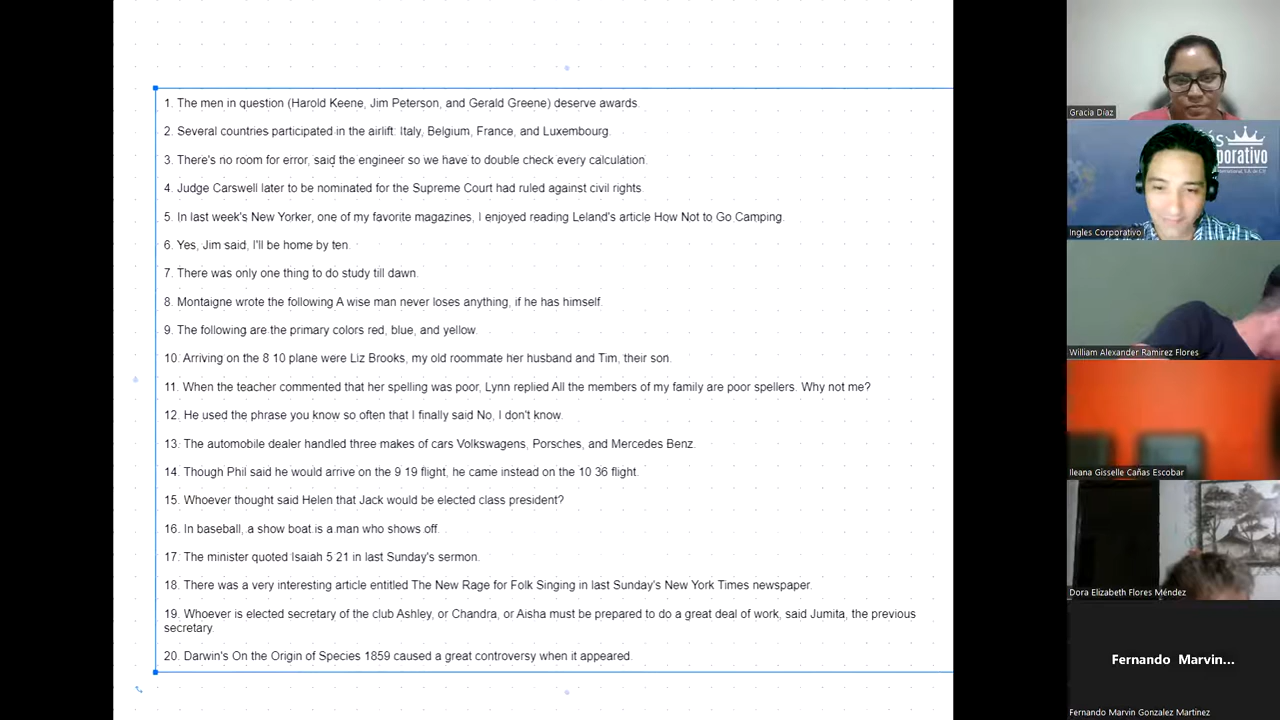 1. The men in question (Harold Keene, Jim Peterson, and Gerald Greene) deserve awards.
2. Several countries participated in the airlift: Italy, Belgium, France, and Luxembourg.
3. There's no room for error, said the engineer so we have to double check every calculation.
4. Judge Carswell later to be nominated for the Supreme Court had ruled against civil rights.
5. In last week's New Yorker, one of my favorite magazines, I enjoyed reading Leland's article How Not to Go Camping.
6. Yes, Jim said, I'll be home by ten.
7. There was only one thing to do study till dawn.
8. Montaigne wrote the following A wise man never loses anything, if he has himself.
9. The following are the primary colors red, blue, and yellow.
10. Arriving on the 8 10 plane were Liz Brooks, my old roommate her husband and Tim, their son.
11. When the teacher commented that her spelling was poor, Lynn replied All the members of my family are poor spellers. Why not me?
12. He used the phrase you know so often that I finally said No, I don't know.
13. The automobile dealer handled three makes of cars Volkswagens, Porsches, and Mercedes Benz.
14. Though Phil said he would arrive on the 9 19 flight, he came instead on the 10 36 flight.
15. Whoever thought said Helen that Jack would be elected class president?
16. In baseball, a show boat is a man who shows off.
17. The minister quoted Isaiah 5 21 in last Sunday's sermon.
18. There was a very interesting article entitled The New Rage for Folk Singing in last Sunday's New York Times newspaper.
19. Whoever is elected secretary of the club Ashley, or Chandra, or Aisha must be prepared to do a great deal of work, said Jumita, the previous
secretary.
20. Darwin's On the Origin of Species 1859 caused a great controversy when it appeared.
Gracia Díaz
és
porativo
Ingles Corporativo
William Alexander Ramirez Flores
Ileana Gisselle Cañas Escobar
Dora Elizabeth Flores Méndez
Fernando Marvin...
Fernando Marvin Gonzalez Martinez